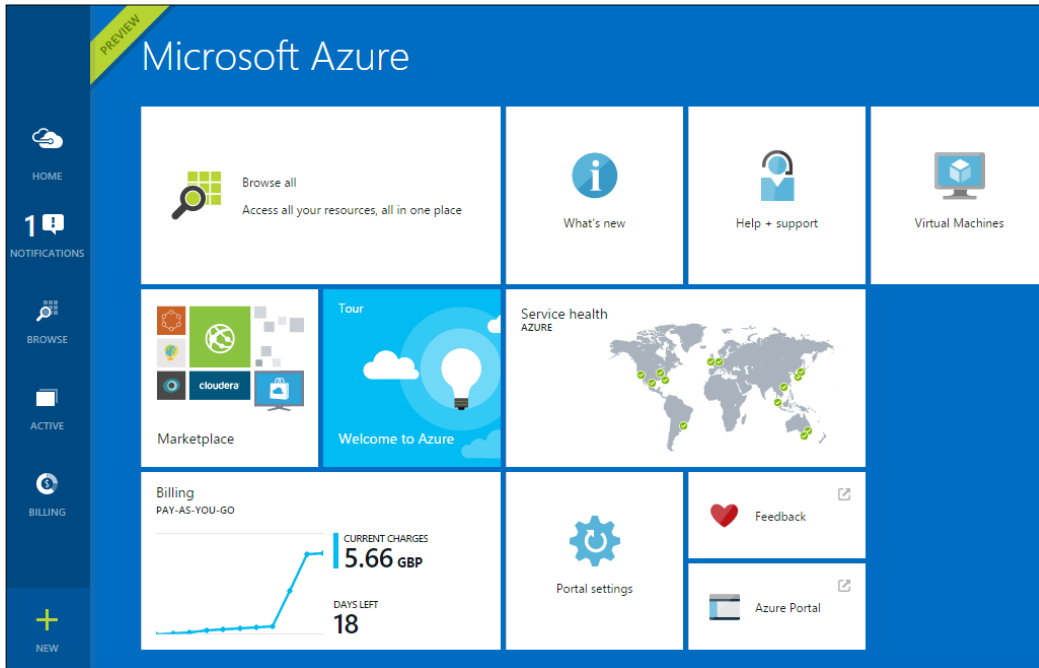 PREVIEW
Microsoft Azure
HOME
1
NOTIFICATIONS
BROWSE
ACTIVE
BILLING
NEW
Browse all
Access all your resources, all in one place
What's new
Help + support
Virtual Machines
cloudera
Marketplace
Tour
Welcome to Azure
Service health
AZURE
Billing
PAY-AS-YOU-GO
CURRENT CHARGES
5.66 GBP
DAYS LEFT
18
Portal settings
Feedback
Azure Portal